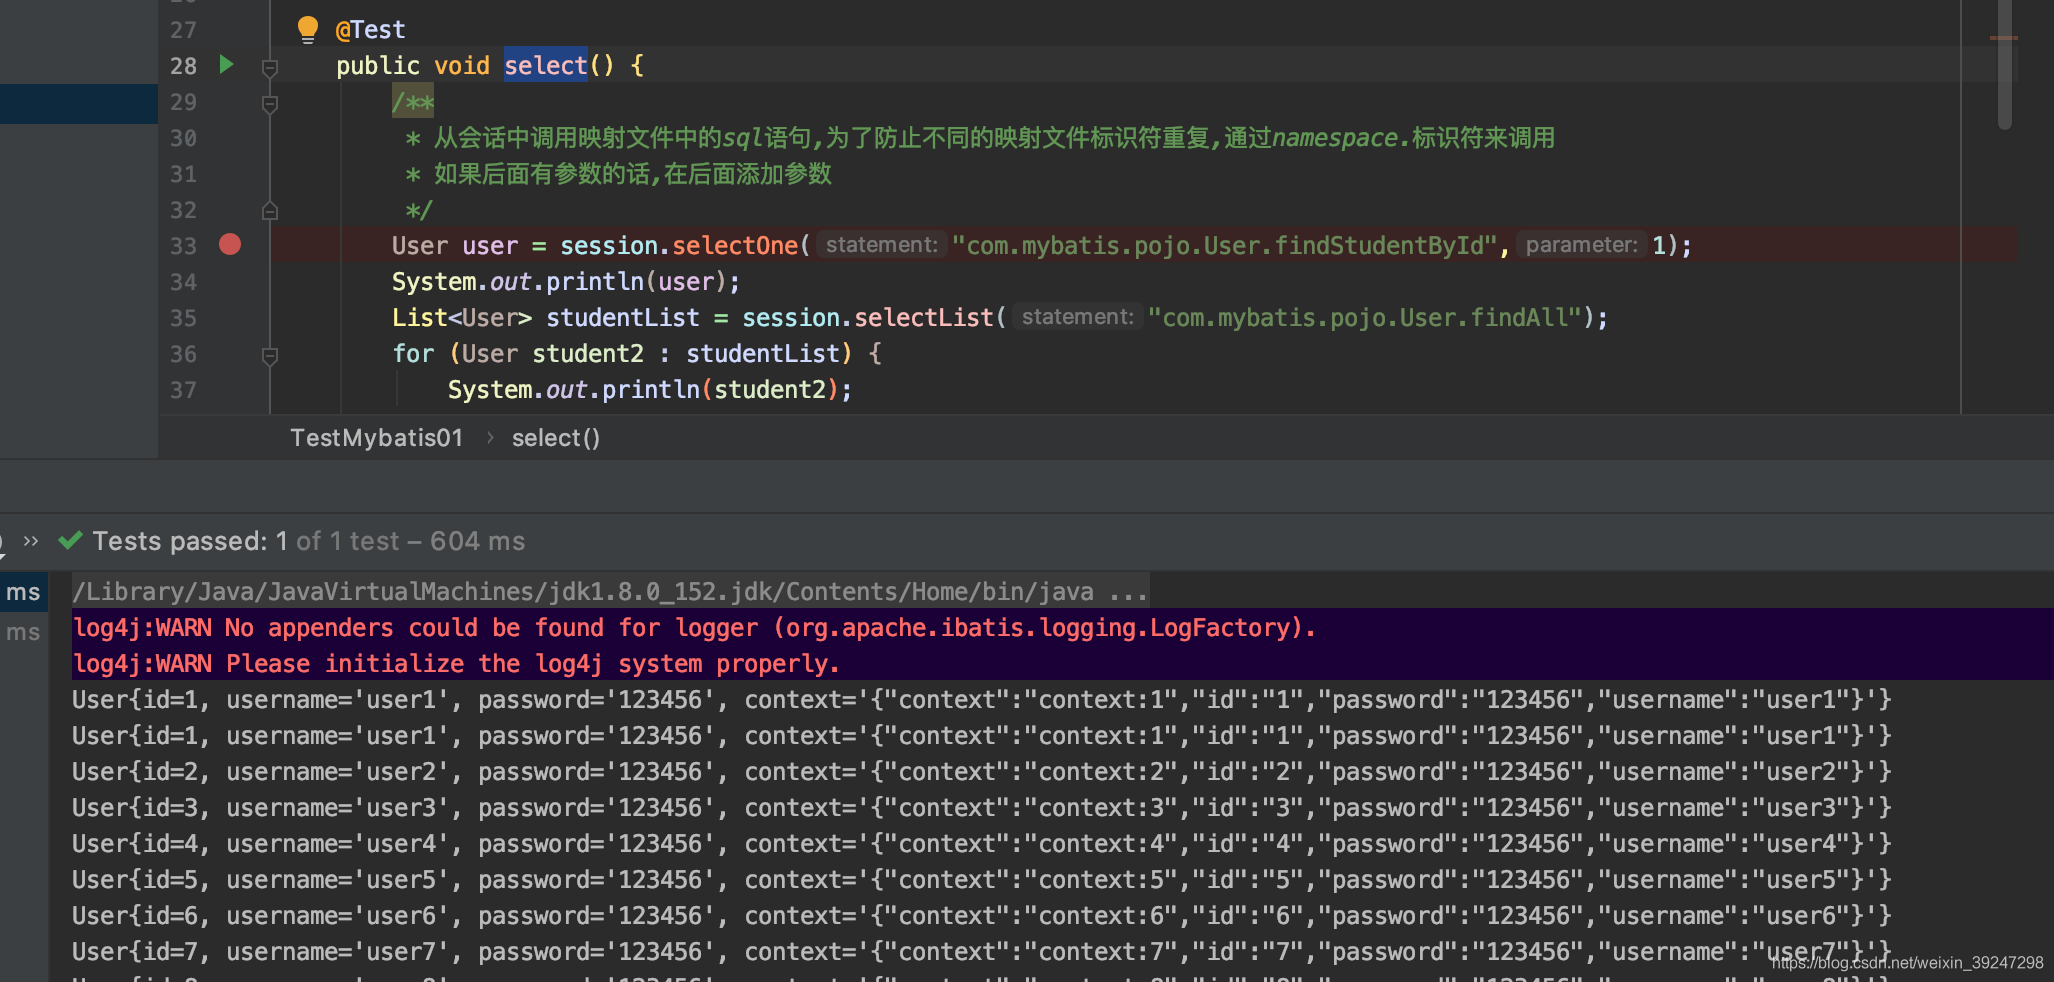 27 @Test
28 public void select() {
29 /**
30 * 从会话中调用映射文件中的sql语句,为了防止不同的映射文件标识符重复,通过namespace.标识符来调用
31 * 如果后面有参数的话,在后面添加参数
32 */
33 User user = session.selectOne( statement: "com.mybatis.pojo.User.findStudentById", parameter: 1);
34 System.out.println(user);
35 List<User> studentList = session.selectList( statement: "com.mybatis.pojo.User.findAll");
36 for (User student2 : studentList) {
37 System.out.println(student2);
TestMybatis01 › select()
» Tests passed: 1 of 1 test – 604 ms
ms /Library/Java/JavaVirtualMachines/jdk1.8.0_152.jdk/Contents/Home/bin/java ...
ms log4j:WARN No appenders could be found for logger (org.apache.ibatis.logging.LogFactory).
log4j:WARN Please initialize the log4j system properly.
User{id=1, username='user1', password='123456', context='{"context":"context:1","id":"1","password":"123456","username":"user1"}'}
User{id=1, username='user1', password='123456', context='{"context":"context:1","id":"1","password":"123456","username":"user1"}'}
User{id=2, username='user2', password='123456', context='{"context":"context:2","id":"2","password":"123456","username":"user2"}'}
User{id=3, username='user3', password='123456', context='{"context":"context:3","id":"3","password":"123456","username":"user3"}'}
User{id=4, username='user4', password='123456', context='{"context":"context:4","id":"4","password":"123456","username":"user4"}'}
User{id=5, username='user5', password='123456', context='{"context":"context:5","id":"5","password":"123456","username":"user5"}'}
User{id=6, username='user6', password='123456', context='{"context":"context:6","id":"6","password":"123456","username":"user6"}'}
User{id=7, username='user7', password='123456', context='{"context":"context:7","id":"7","password":"123456","username":"user7"}'}
https://blog.csdn.net/weixin_39247298